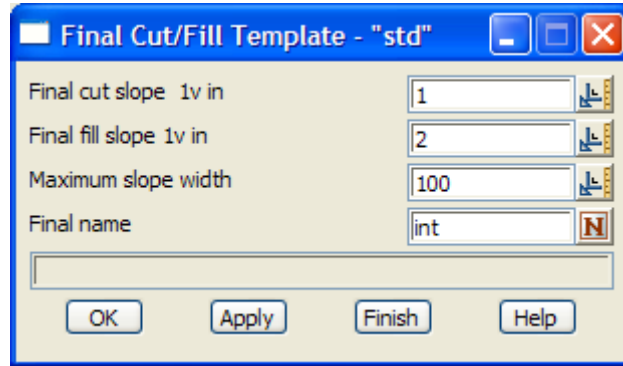 Final Cut/Fill Template - "std"
Final cut slope 1v in 1
Final fill slope 1v in 2
Maximum slope width 100
Final name int N
OK Apply Finish Help